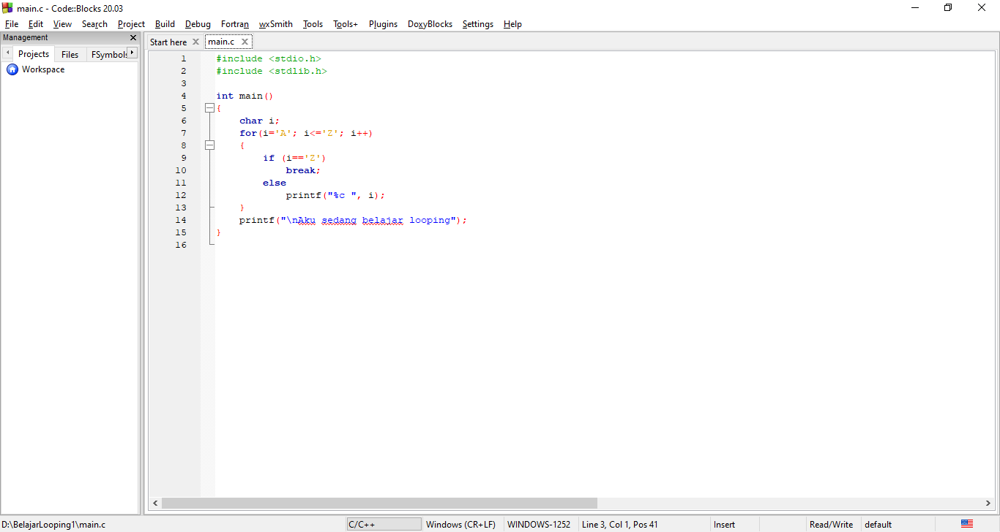 main.c - Code::Blocks 20.03
File Edit View Search Project Build Debug Fortran wxSmith Tools Tools+ Plugins DoxyBlocks Settings Help
Management
Projects Files FSymbols
Workspace
Start here main.c
1 #include <stdio.h>
2 #include <stdlib.h>
3
4 int main()
5 {
6 char i;
7 for(i='A'; i<='Z'; i++)
8 {
9 if (i=='Z')
10 break;
11 else
12 printf("%c ", i);
13 }
14 printf("\nAku sedang belajar looping");
15 }
16
D:\BelajarLooping1\main.c C/C++ Windows (CR+LF) WINDOWS-1252 Line 3, Col 1, Pos 41 Insert Read/Write default